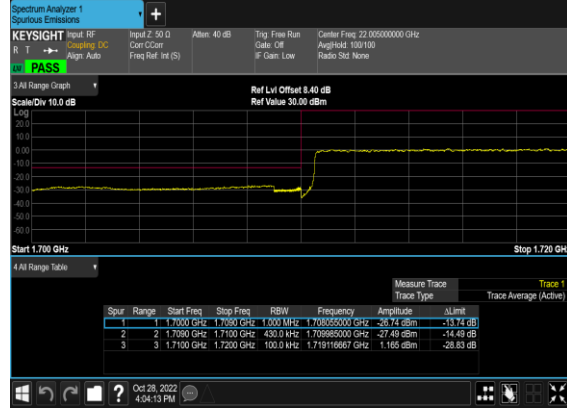 Spectrum Analyzer 1
Spurious Emissions
+
KEYSIGHT
R T
LW PASS
Input: RF
Coupling: DC
Align: Auto
Input Z: 50 Ω
Corr CCorr
Freq Ref: Int (S)
Atten: 40 dB
Trig: Free Run
Gate: Off
IF Gain: Low
Center Freq: 22.005000000 GHz
Avg|Hold: 100/100
Radio Std: None
3 All Range Graph
Ref Lvl Offset 8.40 dB
Scale/Div 10.0 dB
Ref Value 30.00 dBm
Log
20.0
10.0
0.00
-10.0
-20.0
-30.0
-40.0
-50.0
-60.0
Start 1.700 GHz
Stop 1.720 GH
4 All Range Table
Measure Trace Trace 1
Trace Type Trace Average (Active)
Spur Range Start Freq Stop Freq RBW Frequency Amplitude ΔLimit
1 1 1.7000 GHz 1.7090 GHz 1.000 MHz 1.708055000 GHz -26.74 dBm -13.74 dB
2 2 1.7090 GHz 1.7100 GHz 430.0 kHz 1.709985000 GHz -27.49 dBm -14.49 dB
3 3 1.7100 GHz 1.7200 GHz 100.0 kHz 1.719116667 GHz 1.165 dBm -28.83 dB
?
Oct 28, 2022
4:04:13 PM